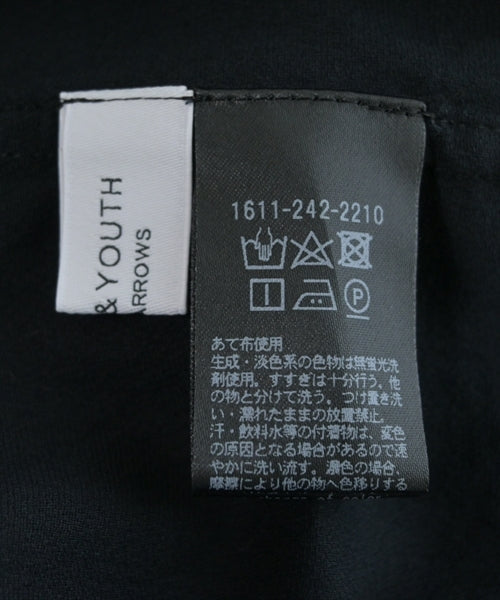 & YOUTH
ARROWS
1611-242-2210
P
あて布使用
生成・淡色系の色物は無蛍光洗
剤使用。すすぎは十分行う。他
の物と分けて洗う。つけ置き洗
い・濡れたままの放置禁止。
汗・飲料水等の付着物は、変色
の原因となる場合があるので速
やかに洗い流す。濃色の場合、
摩擦により他の物へ色移りする